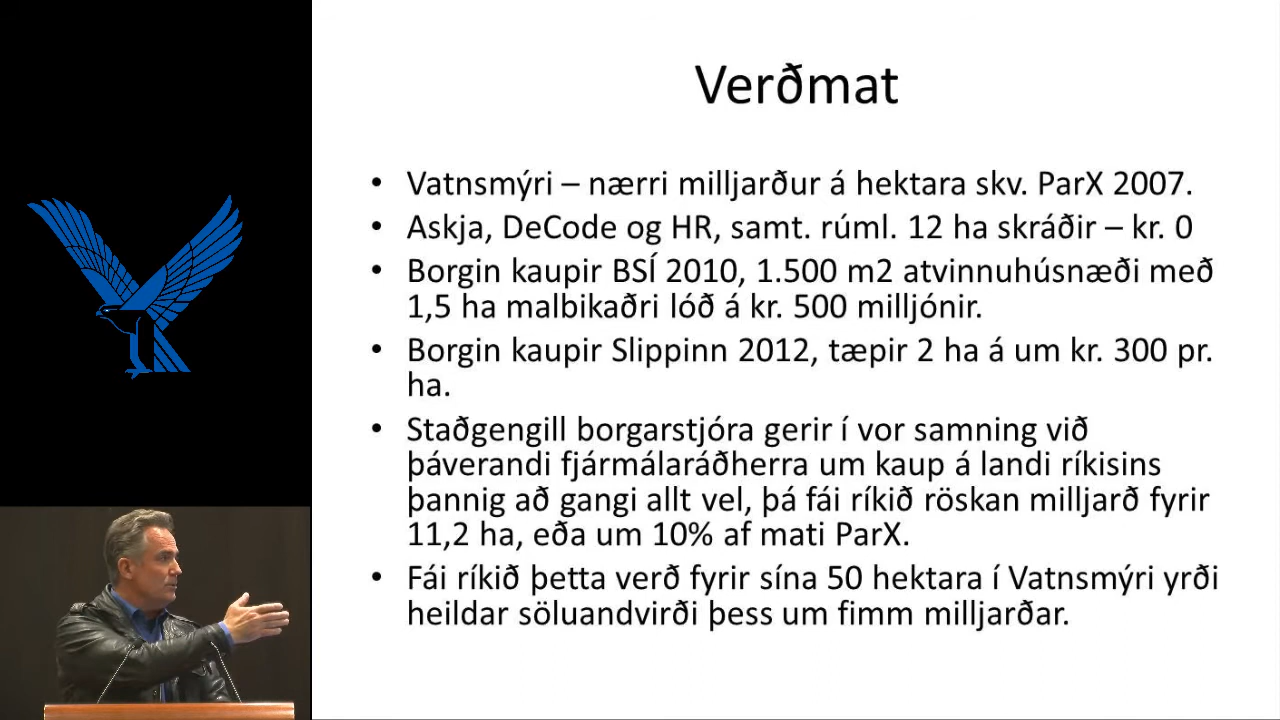 Verðmat
• Vatnsmýri – nærri milljarður á hektara skv. ParX 2007.
• Askja, DeCode og HR, samt. rúml. 12 ha skráðir – kr. 0
• Borgin kaupir BSÍ 2010, 1.500 m2 atvinnuhúsnæði með
1,5 ha malbikaðri lóð á kr. 500 milljónir.
• Borgin kaupir Slippinn 2012, tæpir 2 ha á um kr. 300 pr.
ha.
• Staðgengill borgarstjóra gerir í vor samning við
þáverandi fjármálaráðherra um kaup á landi ríkisins
þannig að gangi allt vel, þá fái ríkið röskan milljarð fyrir
11,2 ha, eða um 10% af mati ParX.
• Fái ríkið þetta verð fyrir sína 50 hektara í Vatnsmýri yrði
heildar söluandvirði þess um fimm milljarðar.